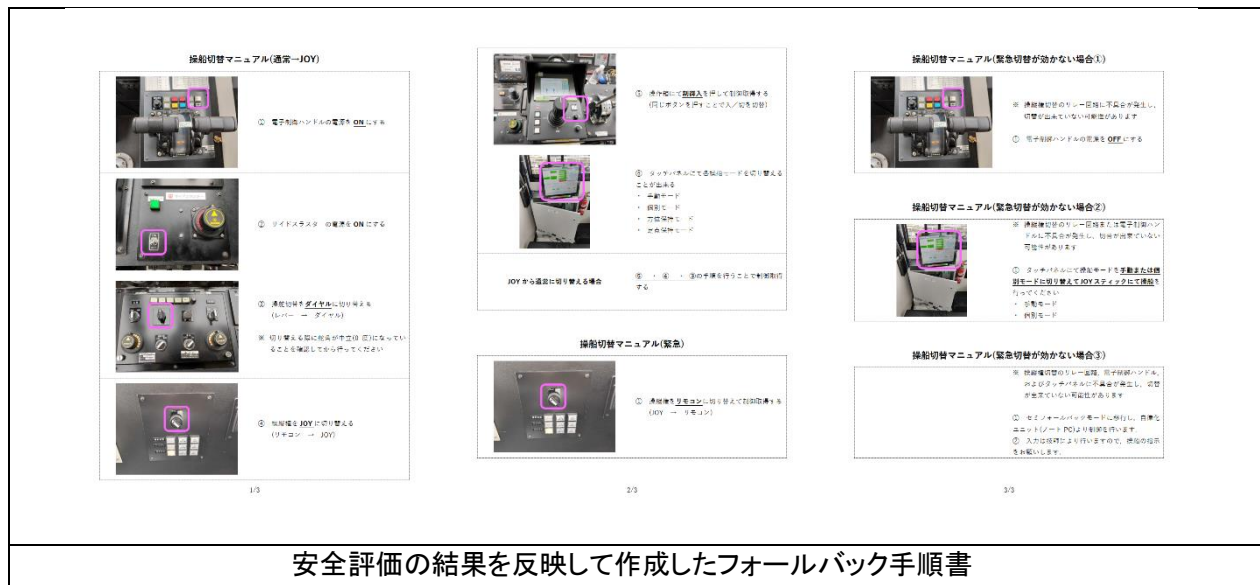 操船切替マニュアル(通常→JOY)
① 電子制御ハンドルの電源を ON にする
② サイドスラスターの電源を ON にする
③ 操舵切替をダイヤルに切り替える
(レバー → ダイヤル)
※ 切り替える際に舵角が中立(0 度)になってい
ることを確認してから行ってください
④ 操縦権を JOY に切り替える
(リモコン → JOY)
1/3
⑤ 操作箱にて制御入を押して制御取得する
(同じボタンを押すことで入／切を切替)
⑥ タッチパネルにて各操船モードを切り替える
ことが出来る
・ 手動モード
・ 個別モード
・ 方位保持モード
・ 定点保持モード
JOY から通常に切り替える場合
⑤ ・ ④ ・ ③の手順を行うことで制御取得
する
操船切替マニュアル(緊急)
① 操縦権をリモコンに切り替えて制御取得する
(JOY → リモコン)
2/3
操船切替マニュアル(緊急切替が効かない場合①)
※ 操縦権切替のリレー回路に不具合が発生し、
切替が出来ていない可能性があります
① 電子制御ハンドルの電源を OFF にする
操船切替マニュアル(緊急切替が効かない場合②)
※ 操縦権切替のリレー回路または電子制御ハン
ドルに不具合が発生し、切替が出来ていない
可能性があります
① タッチパネルにて操船モードを手動または個
別モードに切り替えて JOY スティックにて操船を
行ってください
・ 手動モード
・ 個別モード
操船切替マニュアル(緊急切替が効かない場合③)
※ 操縦権切替のリレー回路、電子制御ハンドル、
およびタッチパネルに不具合が発生し、切替
が出来ていない可能性があります
① セミフォールバックモードに移行し、自律化
ユニット(ノート PC)より制御を行います。
② 入力は技師により行いますので、操船の指示
をお願いします。
3/3
安全評価の結果を反映して作成したフォールバック手順書